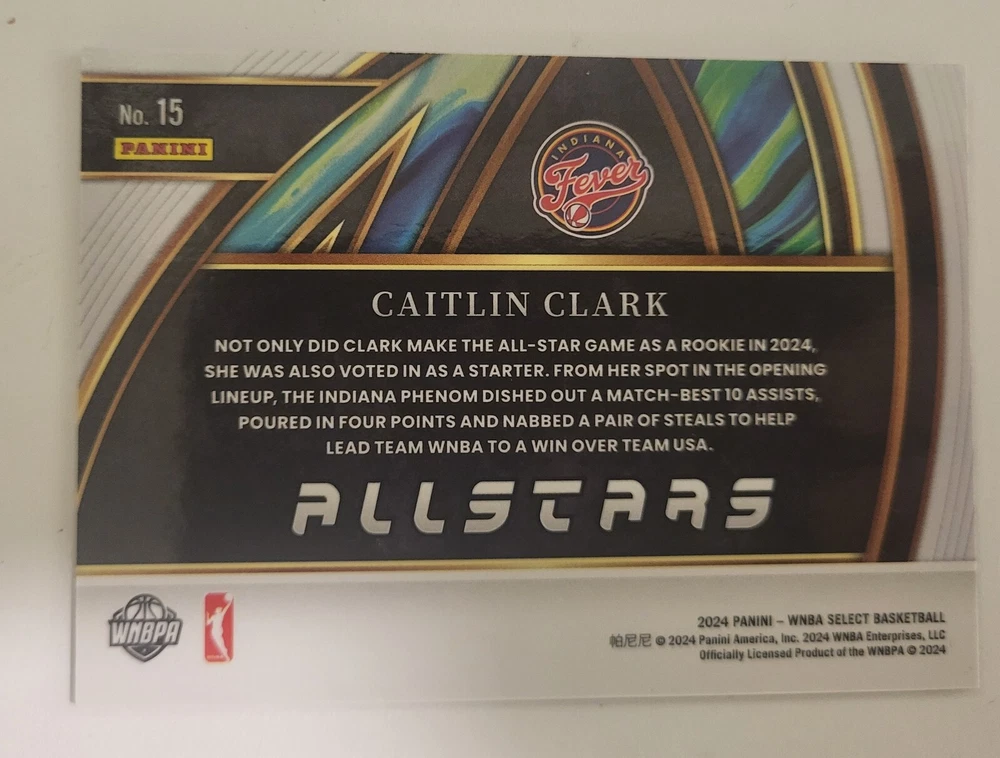 No. 15
PANINI
INDIANA
Fever
CAITLIN CLARK
NOT ONLY DID CLARK MAKE THE ALL-STAR GAME AS A ROOKIE IN 2024,
SHE WAS ALSO VOTED IN AS A STARTER. FROM HER SPOT IN THE OPENING
LINEUP, THE INDIANA PHENOM DISHED OUT A MATCH-BEST 10 ASSISTS,
POURED IN FOUR POINTS AND NABBED A PAIR OF STEALS TO HELP
LEAD TEAM WNBA TO A WIN OVER TEAM USA.
ALLSTARS
WNBPA
2024 PANINI – WNBA SELECT BASKETBALL
帕尼尼 © 2024 Panini America, Inc. 2024 WNBA Enterprises, LLC
Officially Licensed Product of the WNBPA © 2024